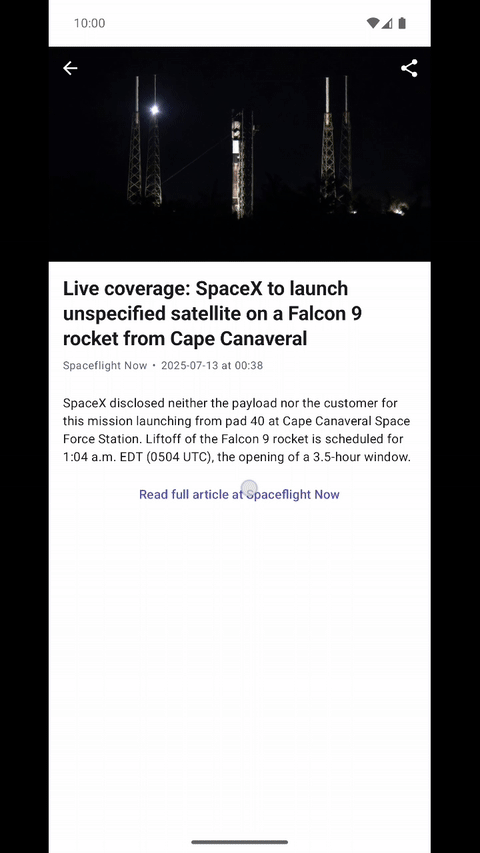 10:00
Live coverage: SpaceX to launch
unspecified satellite on a Falcon 9
rocket from Cape Canaveral
Spaceflight Now • 2025-07-13 at 00:38
SpaceX disclosed neither the payload nor the customer for
this mission launching from pad 40 at Cape Canaveral Space
Force Station. Liftoff of the Falcon 9 rocket is scheduled for
1:04 a.m. EDT (0504 UTC), the opening of a 3.5-hour window.
Read full article at Spaceflight Now